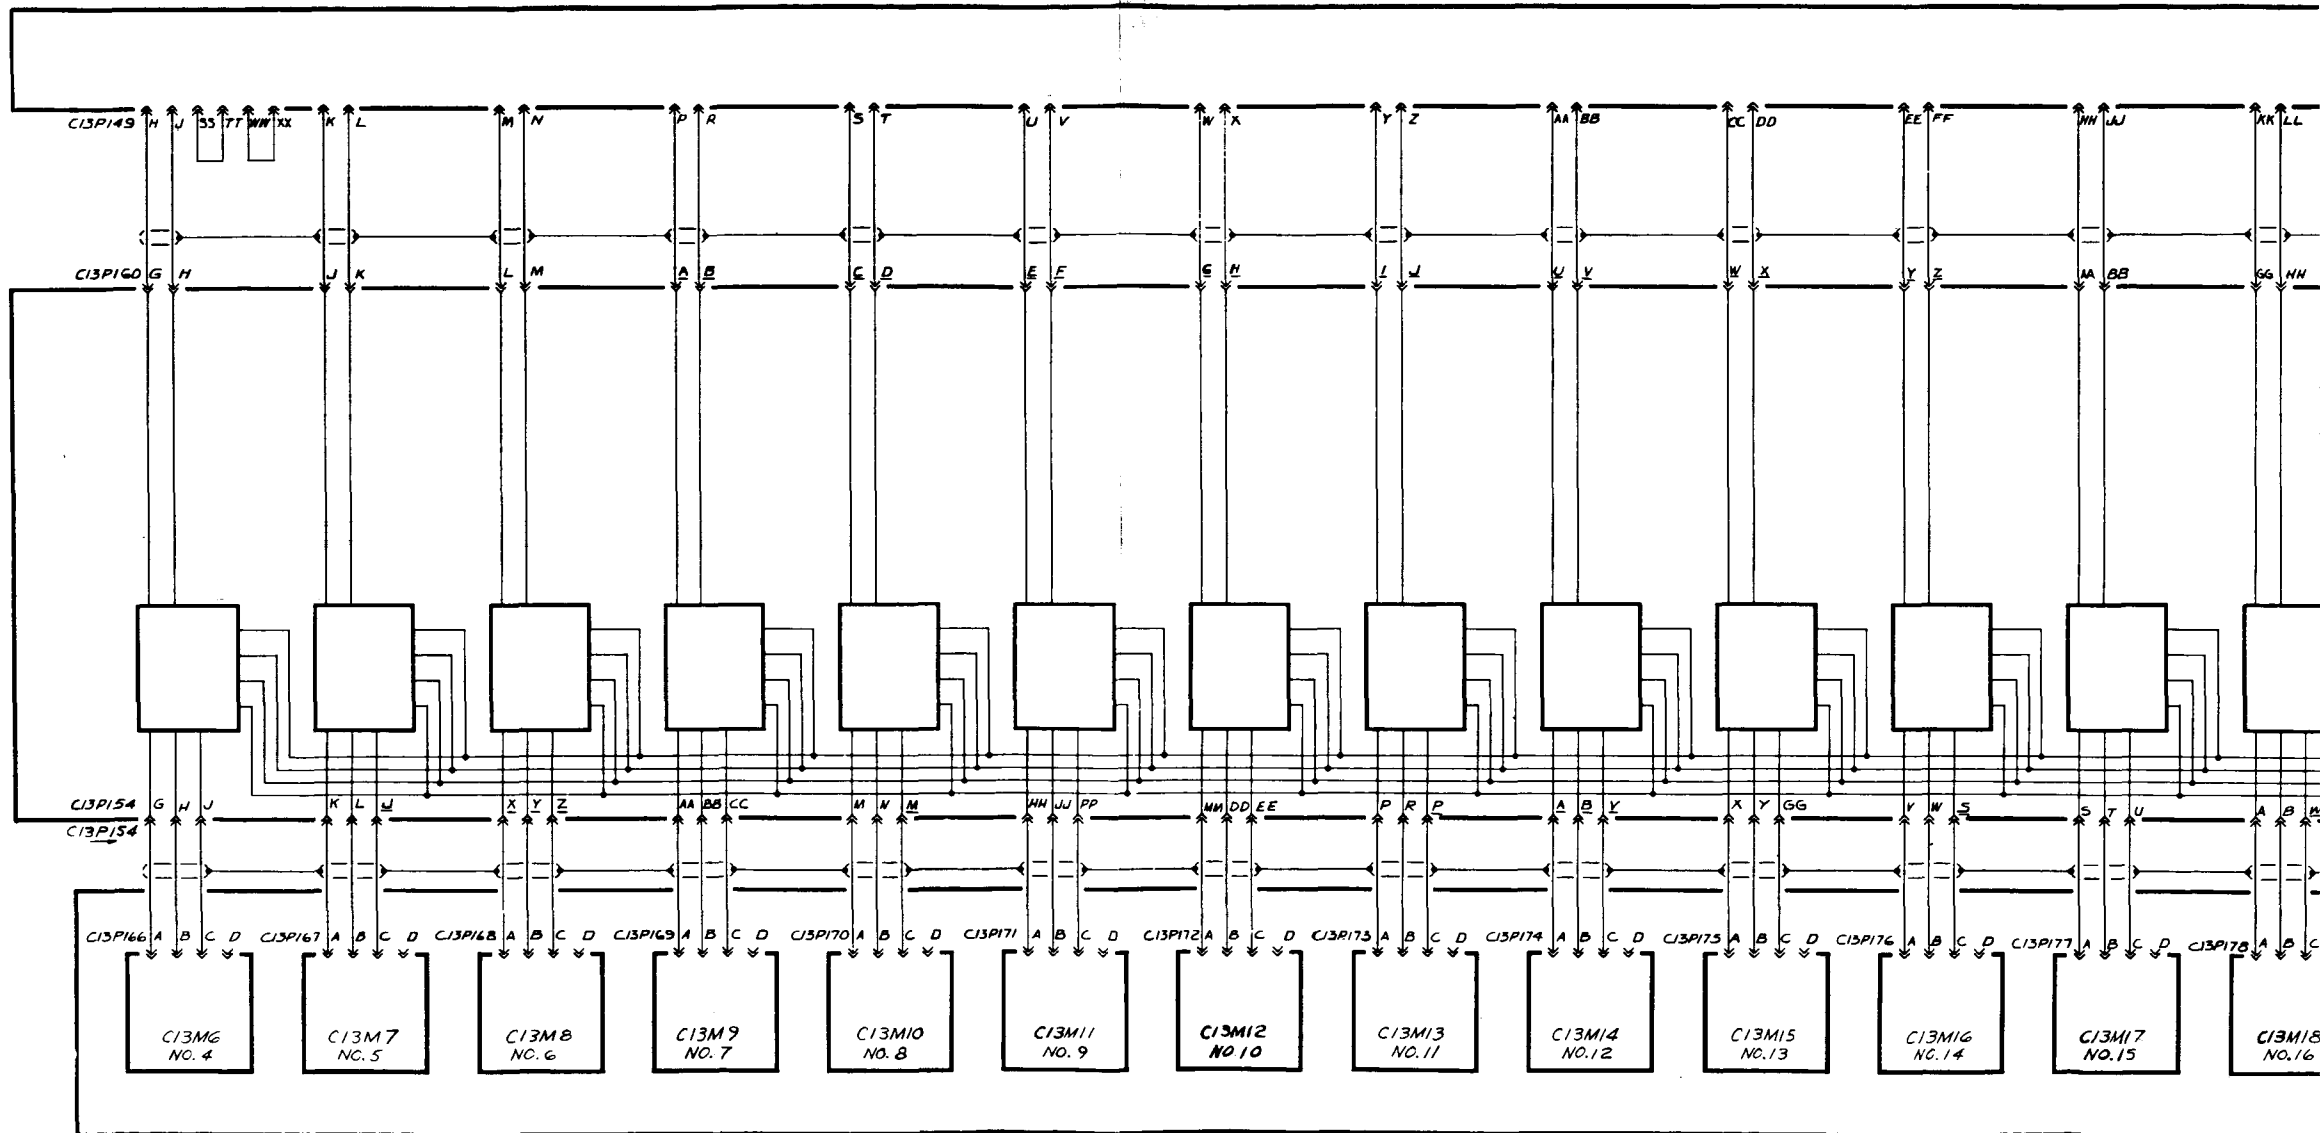 C13P149 H J SS TT WW XX K L M N P R S T U V W X Y Z AA BB CC DD EE FF HH JJ KK LL
C13P160 G H J K L M A B C D E F G H I J U V W X Y Z AA BB GG HH
C13P154 G H J K L J X Y Z AA BB CC M N M HH JJ PP MM DD EE P R P A B V X Y GG V W S S T U A B W
C13P154
C13P166 A B C D C13P167 A B C D C13P168 A B C D C13P169 A B C D C13P170 A B C D C13P171 A B C D C13P172 A B C D C13P173 A B C D C13P174 A B C D C13P175 A B C D C13P176 A B C D C13P177 A B C D C13P178 A B C
C13M6 C13M7 C13M8 C13M9 C13M10 C13M11 C13M12 C13M13 C13M14 C13M15 C13M16 C13M17 C13M18
NO. 4 NO. 5 NO. 6 NO. 7 NO. 8 NO. 9 NO. 10 NO. 11 NO. 12 NO. 13 NO. 14 NO. 15 NO. 16